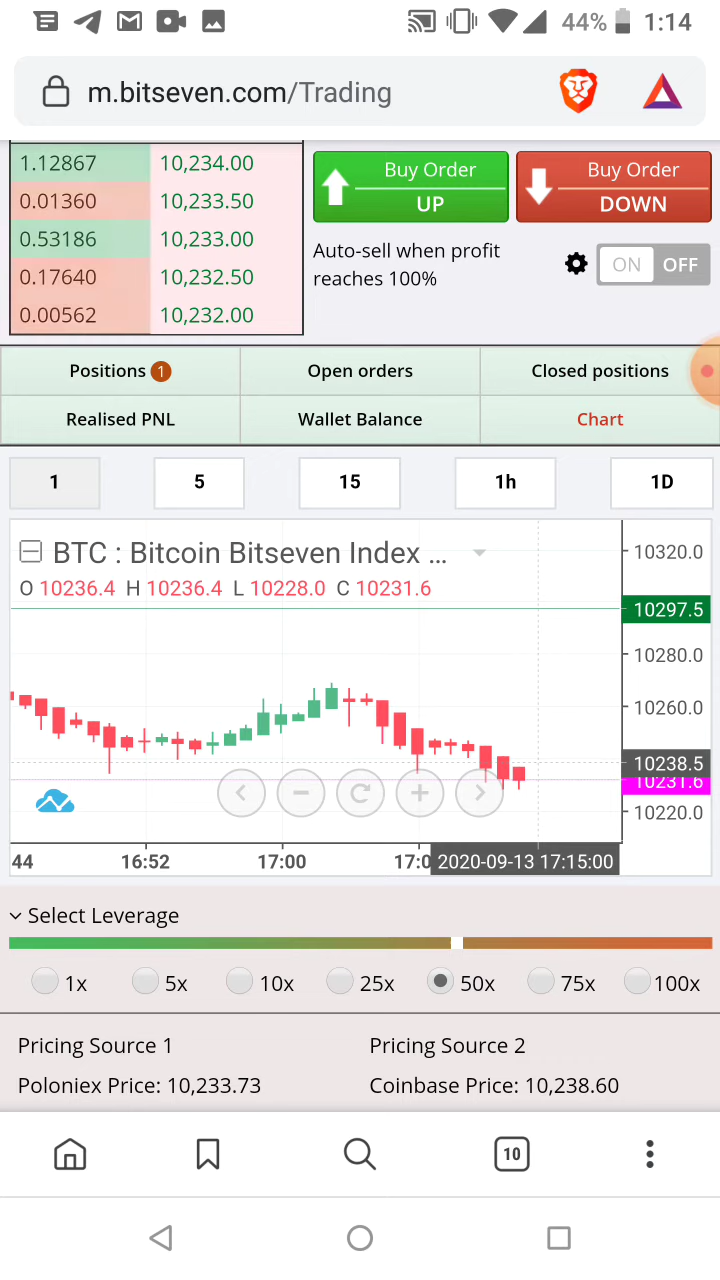 44% 1:14
m.bitseven.com/Trading
1.12867 10,234.00
0.01360 10,233.50
0.53186 10,233.00
0.17640 10,232.50
0.00562 10,232.00
Buy Order
UP
Buy Order
DOWN
Auto-sell when profit
reaches 100%
ON OFF
Positions 1 Open orders Closed positions
Realised PNL Wallet Balance Chart
1 5 15 1h 1D
BTC : Bitcoin Bitseven Index ...
O 10236.4 H 10236.4 L 10228.0 C 10231.6
10320.0
10297.5
10280.0
10260.0
10238.5
10231.6
10220.0
44 16:52 17:00 17:0 2020-09-13 17:15:00
Select Leverage
1x 5x 10x 25x 50x 75x 100x
Pricing Source 1 Pricing Source 2
Poloniex Price: 10,233.73 Coinbase Price: 10,238.60
10